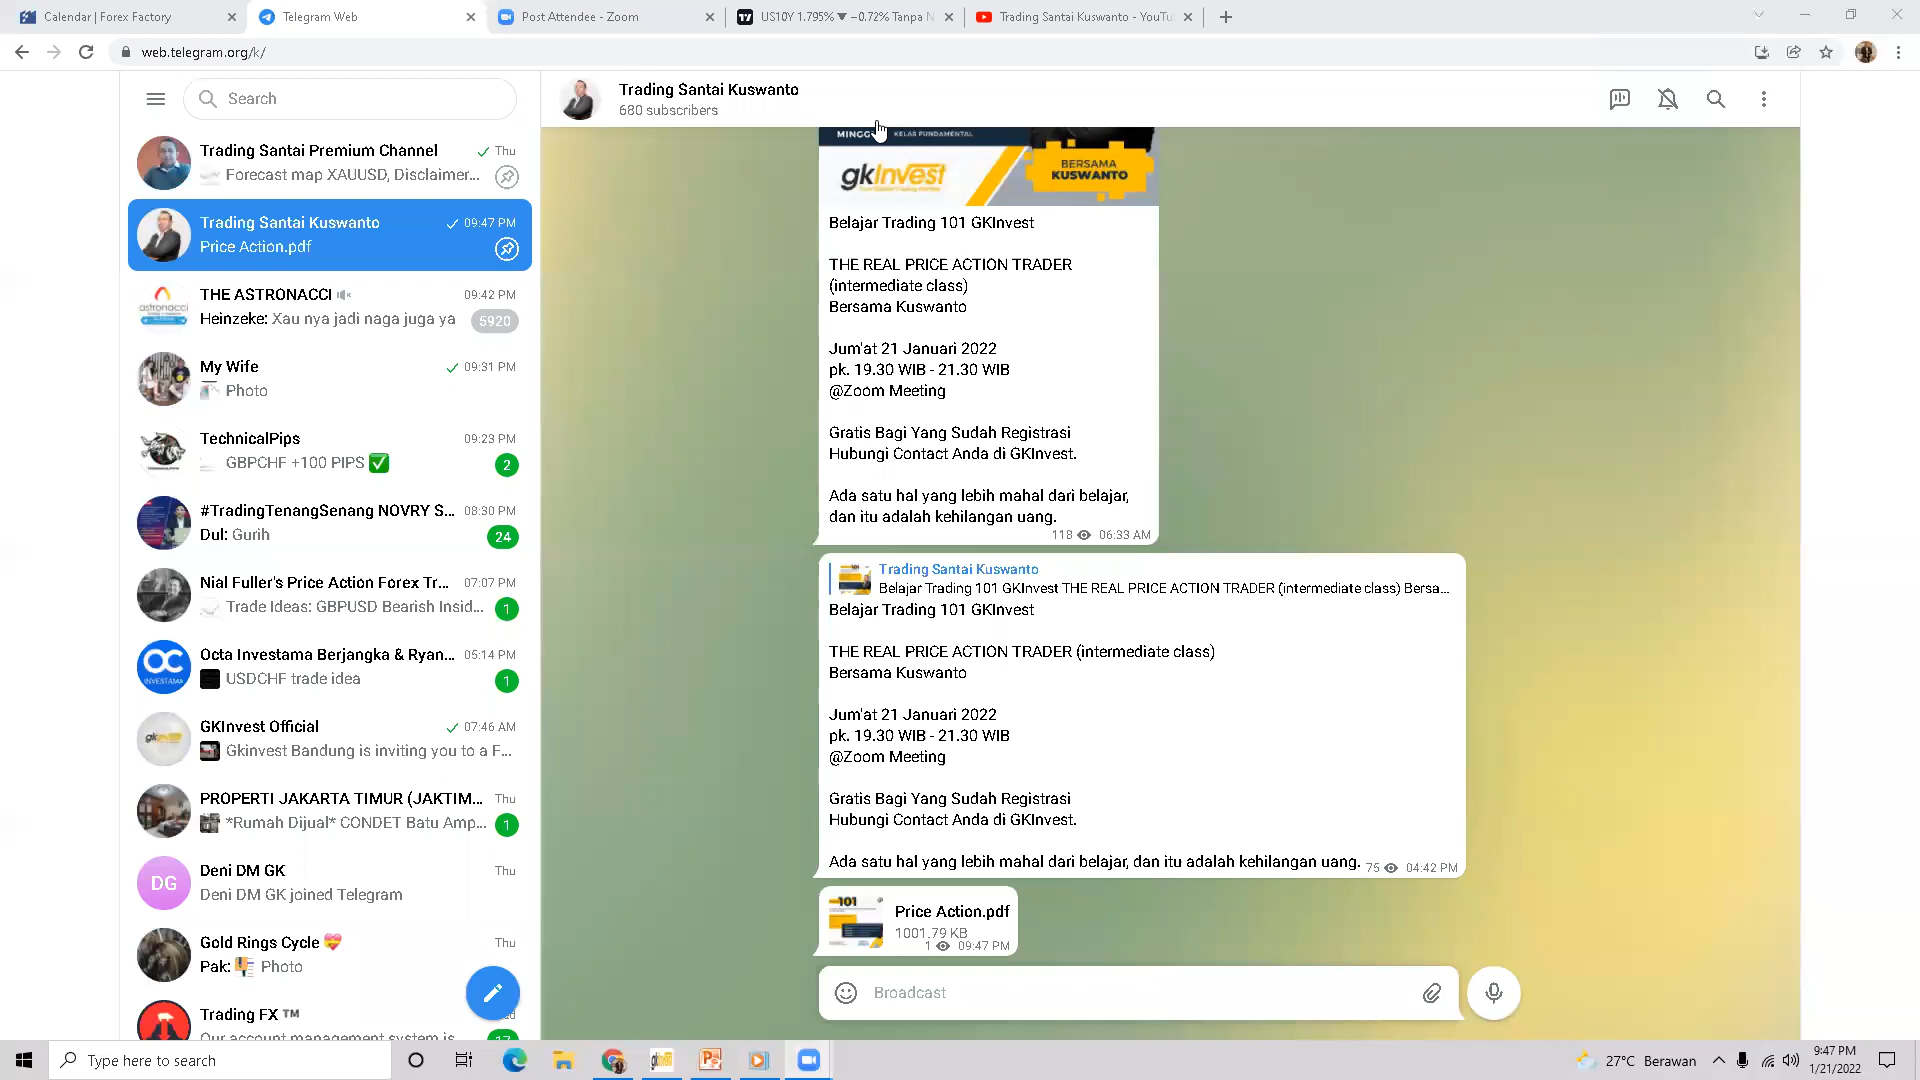 Calendar | Forex Factory
Telegram Web
Post Attendee - Zoom
US10Y 1.795% ▼ −0.72% Tanpa N
Trading Santai Kuswanto - YouTu
web.telegram.org/k/
Search
Trading Santai Premium Channel
Thu
Forecast map XAUUSD, Disclaimer...
Trading Santai Kuswanto
09:47 PM
Price Action.pdf
THE ASTRONACCI
09:42 PM
Heinzeke: Xau nya jadi naga juga ya
5920
My Wife
09:31 PM
Photo
TechnicalPips
09:23 PM
GBPCHF +100 PIPS ✅
2
#TradingTenangSenang NOVRY S...
08:30 PM
Dul: Gurih
24
Nial Fuller's Price Action Forex Tr...
07:07 PM
Trade Ideas: GBPUSD Bearish Insid...
1
Octa Investama Berjangka & Ryan...
05:14 PM
USDCHF trade idea
1
GKInvest Official
07:46 AM
Gkinvest Bandung is inviting you to a F...
PROPERTI JAKARTA TIMUR (JAKTIM...
Thu
*Rumah Dijual* CONDET Batu Amp...
1
DG
Deni DM GK
Thu
Deni DM GK joined Telegram
Gold Rings Cycle 💝
Thu
Pak: Photo
Trading FX ™
Our account management system is
17
Trading Santai Kuswanto
680 subscribers
KELAS FUNDAMENTAL
gkinvest
BERSAMA
KUSWANTO
Belajar Trading 101 GKInvest
THE REAL PRICE ACTION TRADER
(intermediate class)
Bersama Kuswanto
Jum'at 21 Januari 2022
pk. 19.30 WIB - 21.30 WIB
@Zoom Meeting
Gratis Bagi Yang Sudah Registrasi
Hubungi Contact Anda di GKInvest.
Ada satu hal yang lebih mahal dari belajar,
dan itu adalah kehilangan uang.
118 06:33 AM
Trading Santai Kuswanto
Belajar Trading 101 GKInvest THE REAL PRICE ACTION TRADER (intermediate class) Bersa...
Belajar Trading 101 GKInvest
THE REAL PRICE ACTION TRADER (intermediate class)
Bersama Kuswanto
Jum'at 21 Januari 2022
pk. 19.30 WIB - 21.30 WIB
@Zoom Meeting
Gratis Bagi Yang Sudah Registrasi
Hubungi Contact Anda di GKInvest.
Ada satu hal yang lebih mahal dari belajar, dan itu adalah kehilangan uang.
75 04:42 PM
101
Price Action.pdf
1001.79 KB
1 09:47 PM
Broadcast
Type here to search
27°C Berawan
9:47 PM
1/21/2022